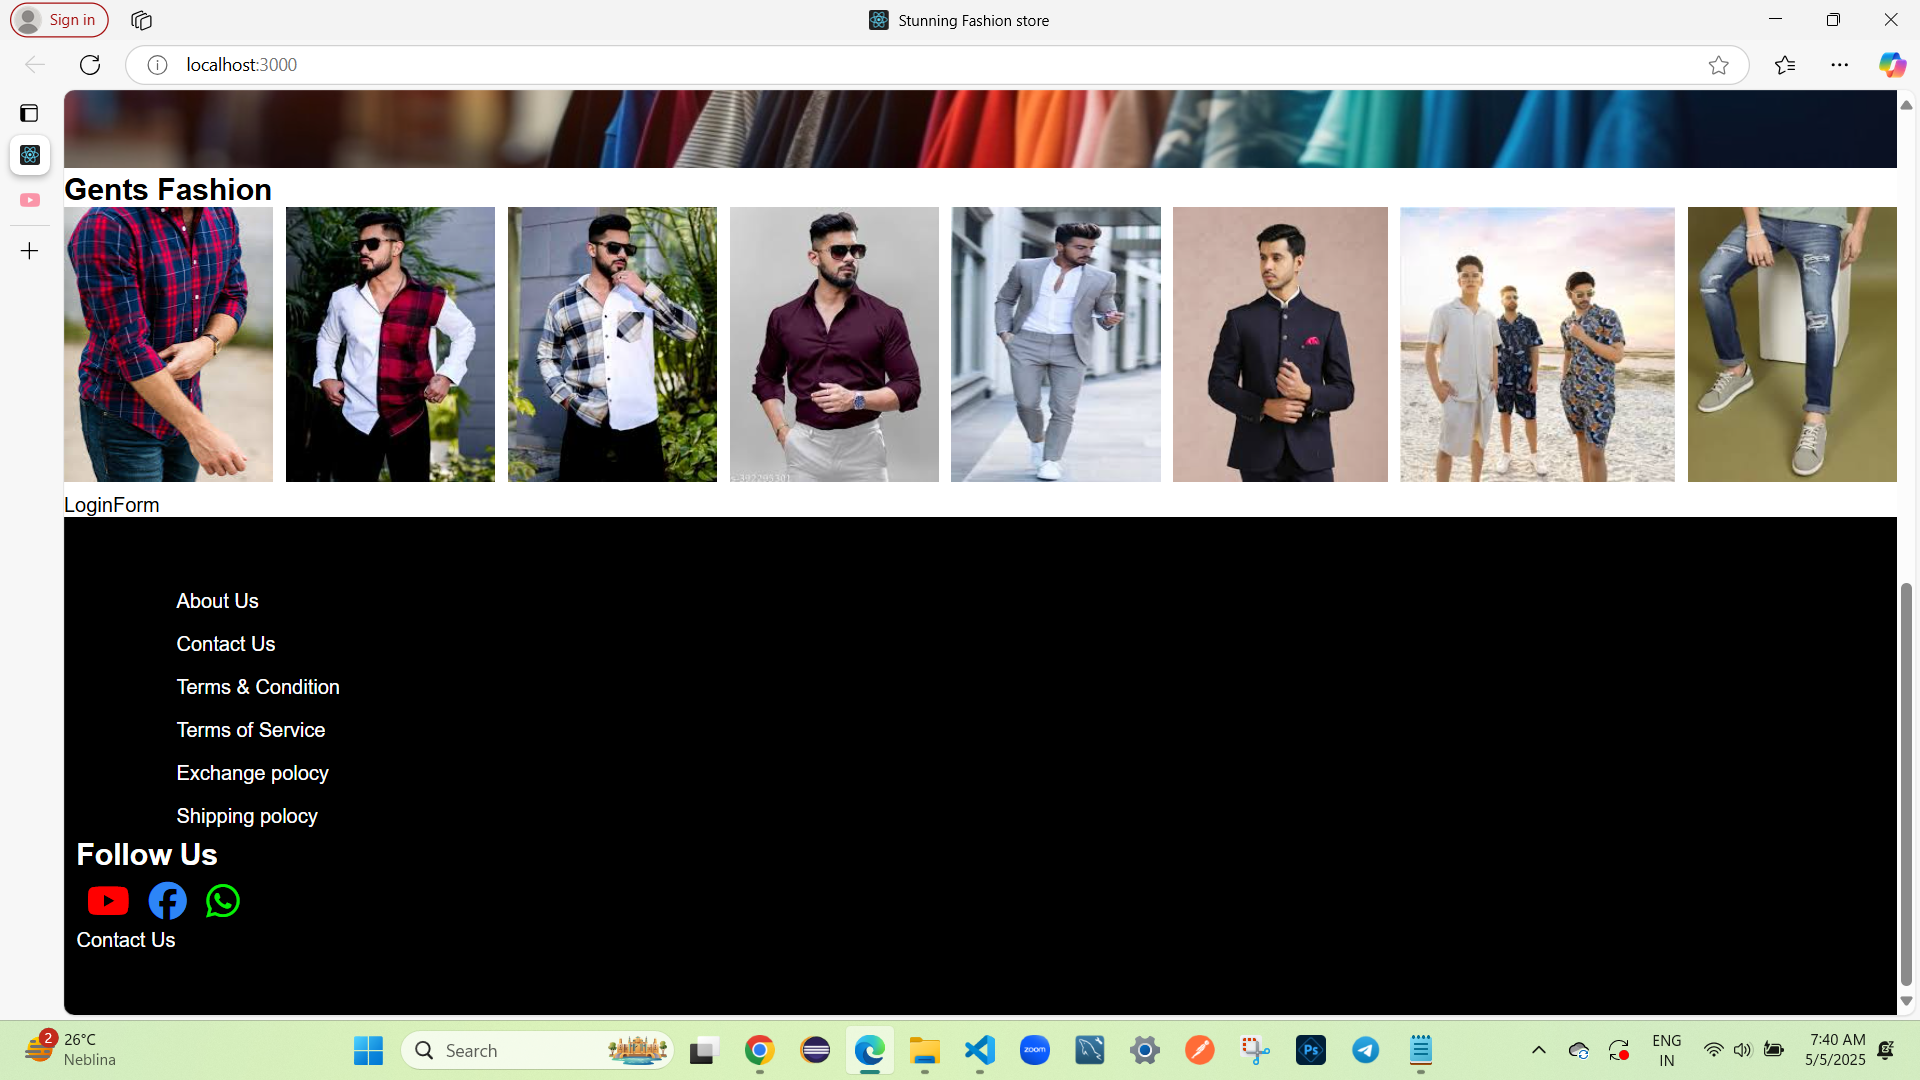 Sign in
Stunning Fashion store
localhost:3000
Gents Fashion
LoginForm
About Us
Contact Us
Terms & Condition
Terms of Service
Exchange polocy
Shipping polocy
Follow Us
Contact Us
2
26°C
Neblina
Search
zoom
Ps
ENG
IN
7:40 AM
5/5/2025